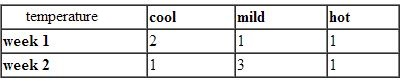 temperature cool mild hot
week 1 2 1 1
week 2 1 3 1